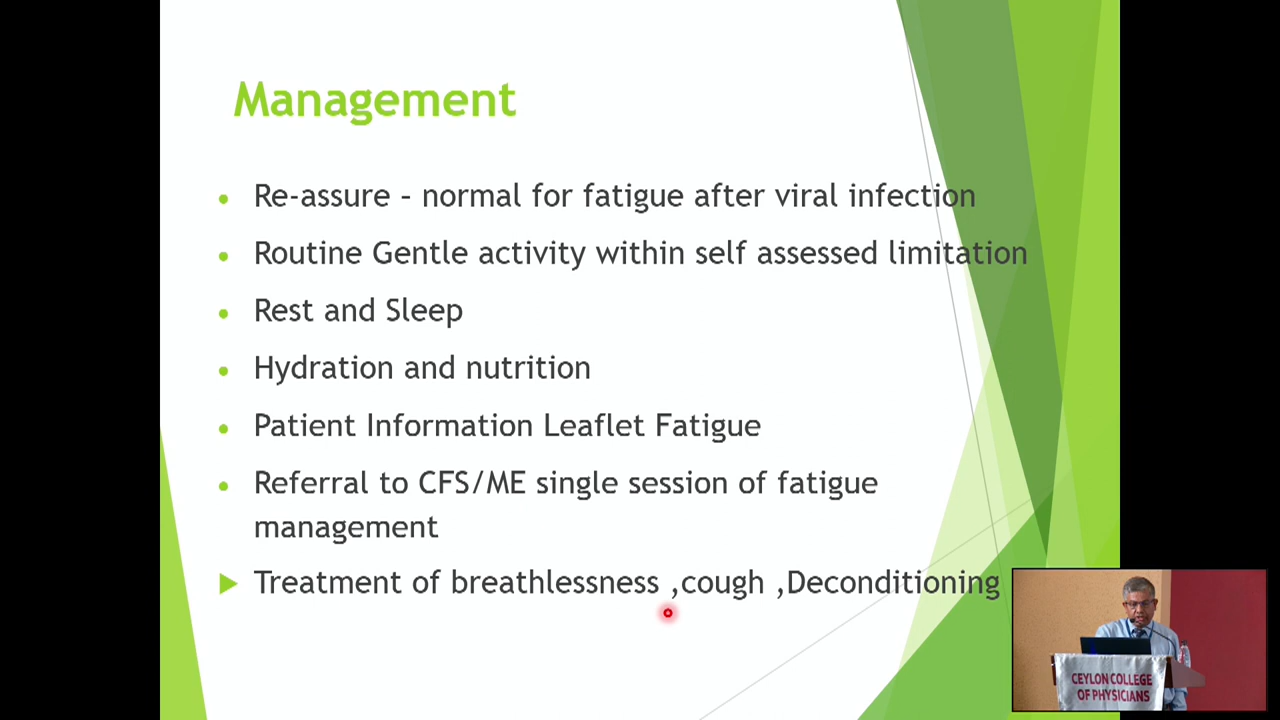 Management
Re-assure – normal for fatigue after viral infection
Routine Gentle activity within self assessed limitation
Rest and Sleep
Hydration and nutrition
Patient Information Leaflet Fatigue
Referral to CFS/ME single session of fatigue
management
Treatment of breathlessness ,cough ,Deconditioning
CEYLON COLLEGE
OF PHYSICIANS